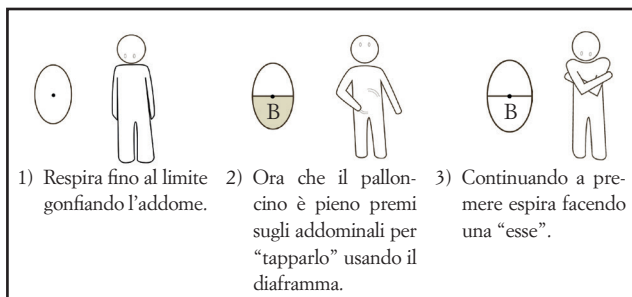 B
B
1) Respira fino al limite
gonfiando l’addome.
2) Ora che il pallon-
cino è pieno premi
sugli addominali per
“tapparlo” usando il
diaframma.
3) Continuando a pre-
mere espira facendo
una “esse”.